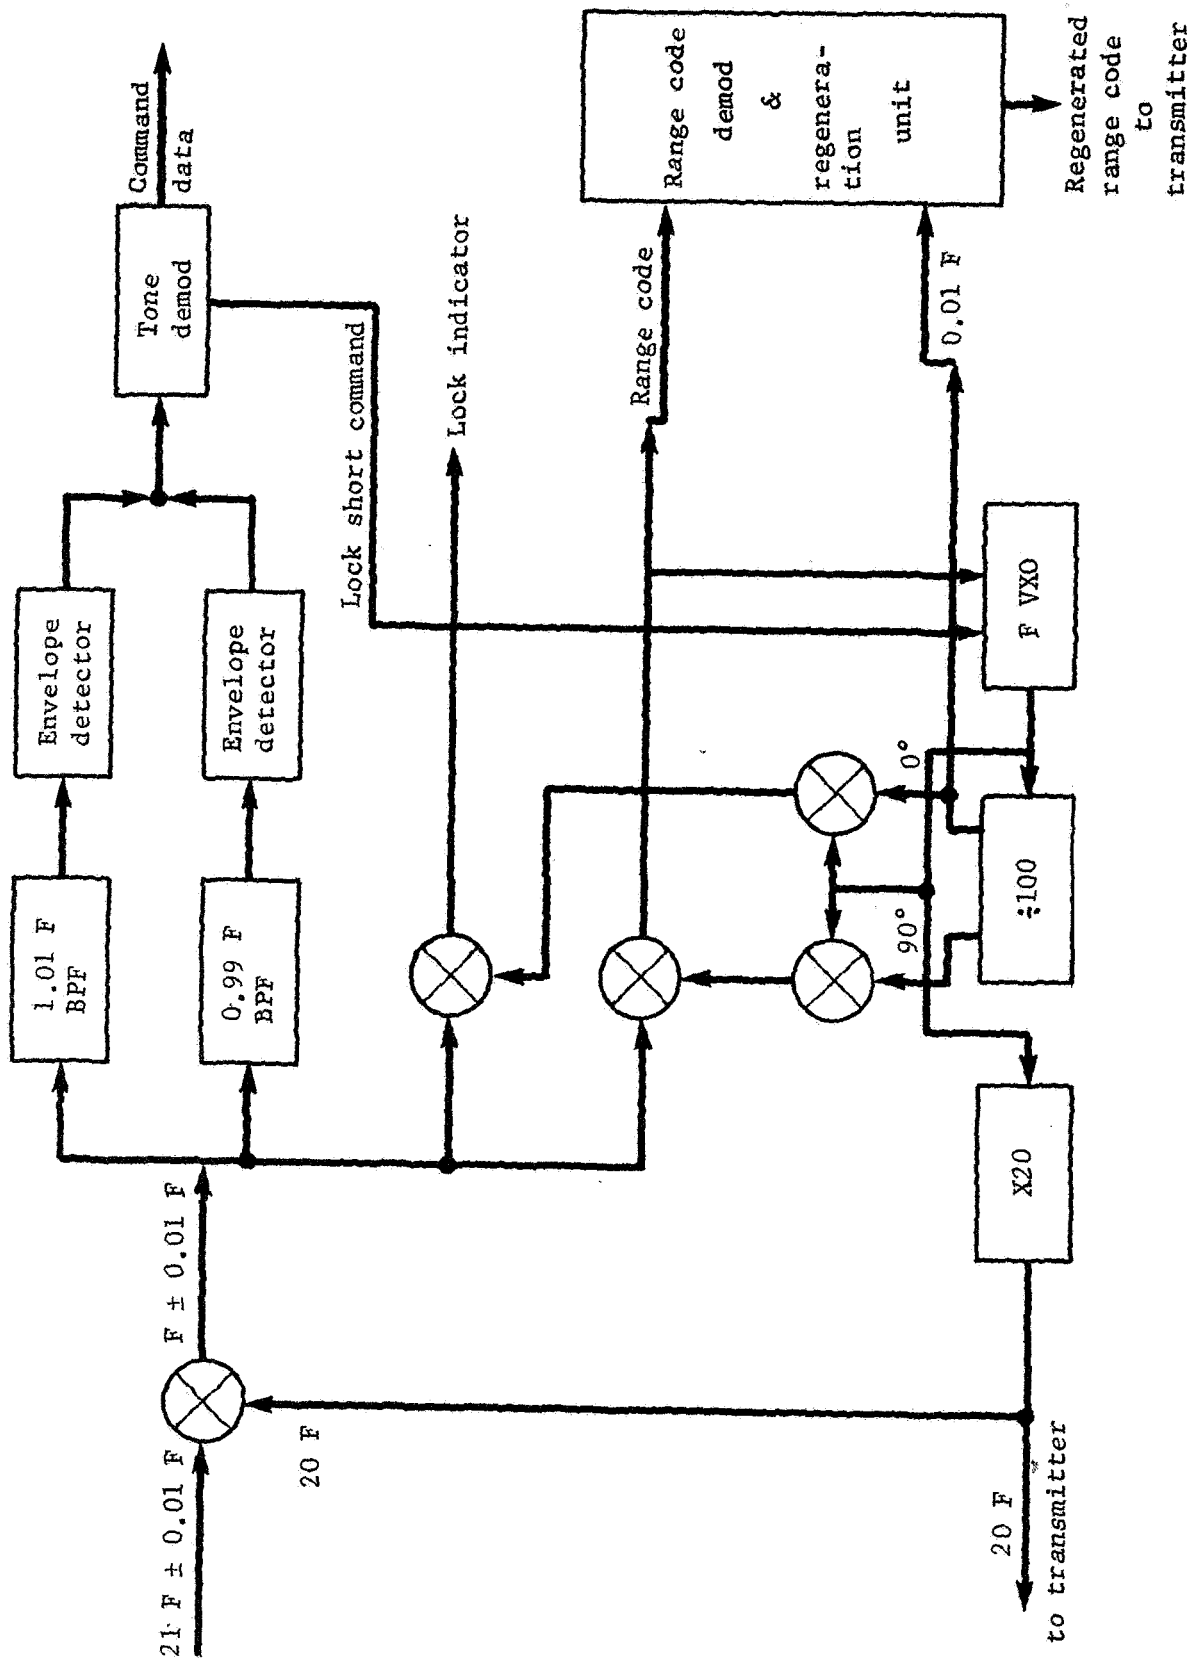 21 F ± 0.01 F
F ± 0.01 F
20 F
20 F
to transmitter
1.01 F
BPF
0.99 F
BPF
Envelope
detector
Envelope
detector
Tone
demod
Command
data
Lock short command
Lock indicator
Range code
Range code
demod
&
regenera-
tion
unit
0.01 F
Regenerated
range code
to
transmitter
90°
0°
X20
÷100
F VXO